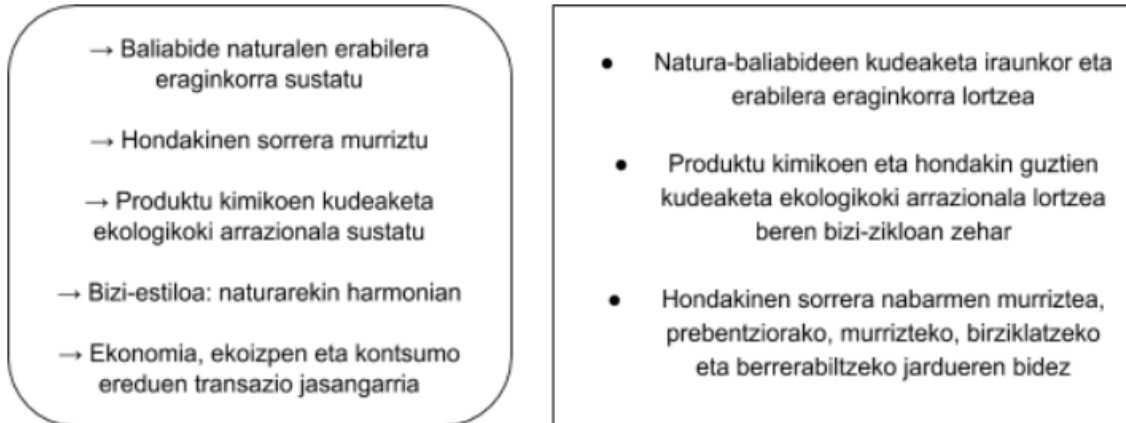 → Baliabide naturalen erabilera
eraginkorra sustatu
→ Hondakinen sorrera murriztu
→ Produktu kimikoen kudeaketa
ekologikoki arrazionala sustatu
→ Bizi-estiloa: naturarekin harmonian
→ Ekonomia, ekoizpen eta kontsumo
ereduen transazio jasangarria
● Natura-baliabideen kudeaketa iraunkor eta
erabilera eraginkorra lortzea
● Produktu kimikoen eta hondakin guztien
kudeaketa ekologikoki arrazionala lortzea
beren bizi-zikloan zehar
● Hondakinen sorrera nabarmen murriztea,
prebentziorako, murrizteko, birziklatzeko
eta berrerabiltzeko jardueren bidez